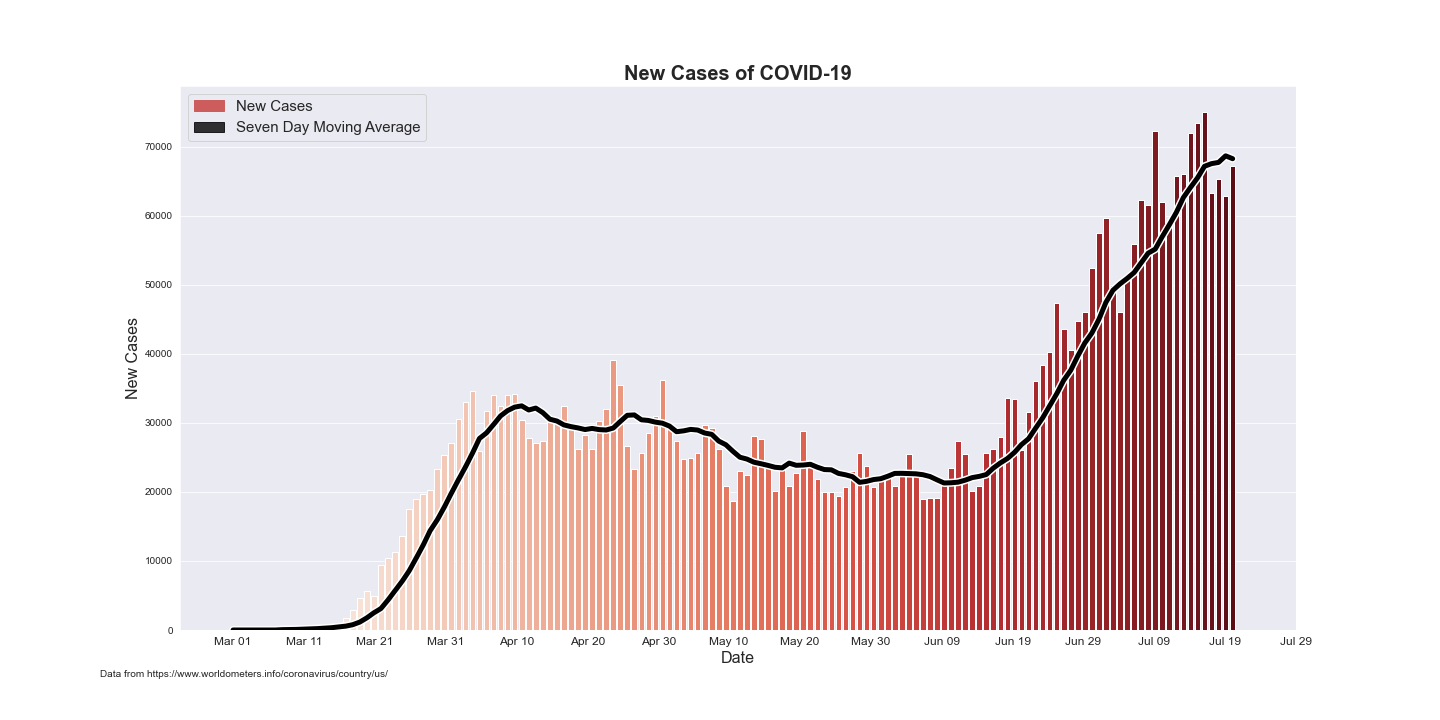 New Cases of COVID-19
New Cases
Seven Day Moving Average
70000
60000
50000
40000
30000
20000
10000
0
New Cases
Mar 01 Mar 11 Mar 21 Mar 31 Apr 10 Apr 20 Apr 30 May 10 May 20 May 30 Jun 09 Jun 19 Jun 29 Jul 09 Jul 19 Jul 29
Date
Data from https://www.worldometers.info/coronavirus/country/us/